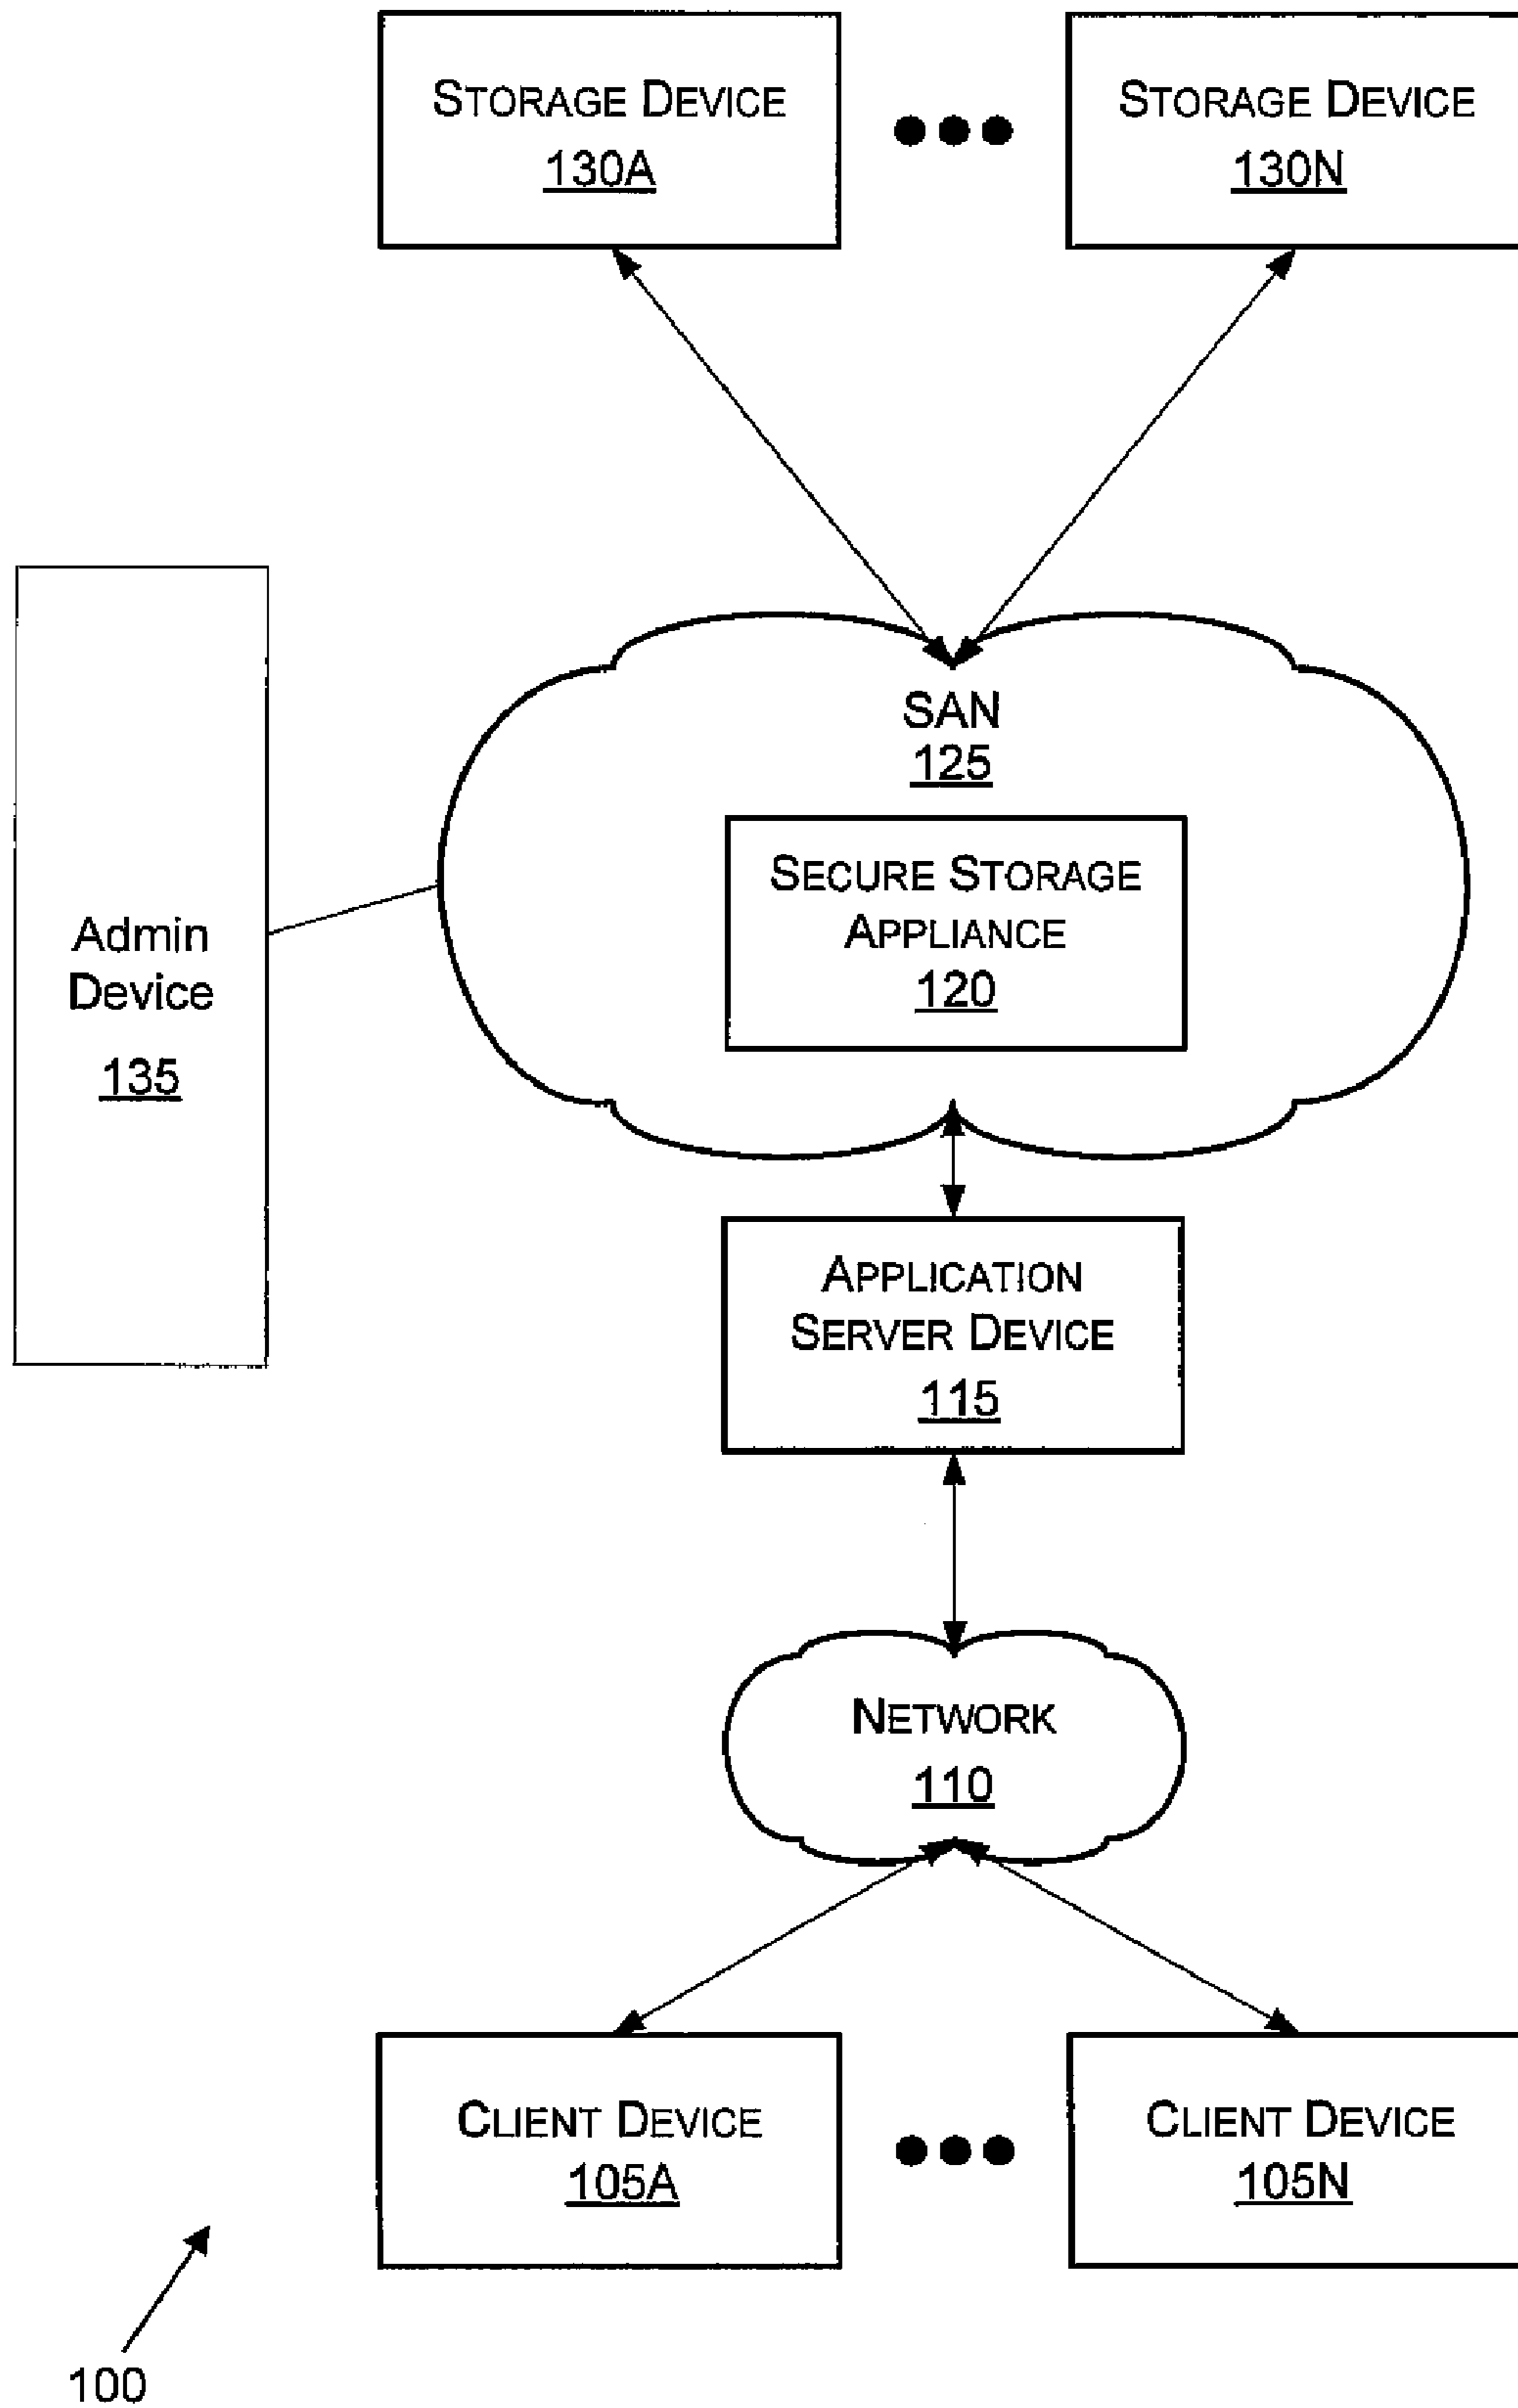 STORAGE DEVICE
130A
STORAGE DEVICE
130N
SAN
125
SECURE STORAGE
APPLIANCE
120
Admin
Device
135
APPLICATION
SERVER DEVICE
115
NETWORK
110
CLIENT DEVICE
105A
CLIENT DEVICE
105N
100